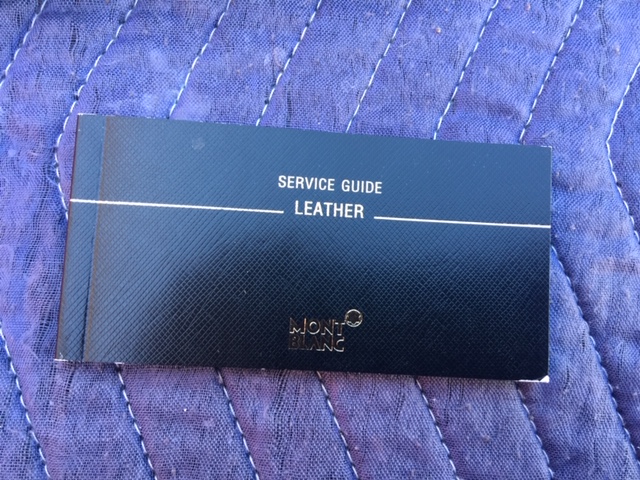 SERVICE GUIDE
LEATHER
MONT
BLANC